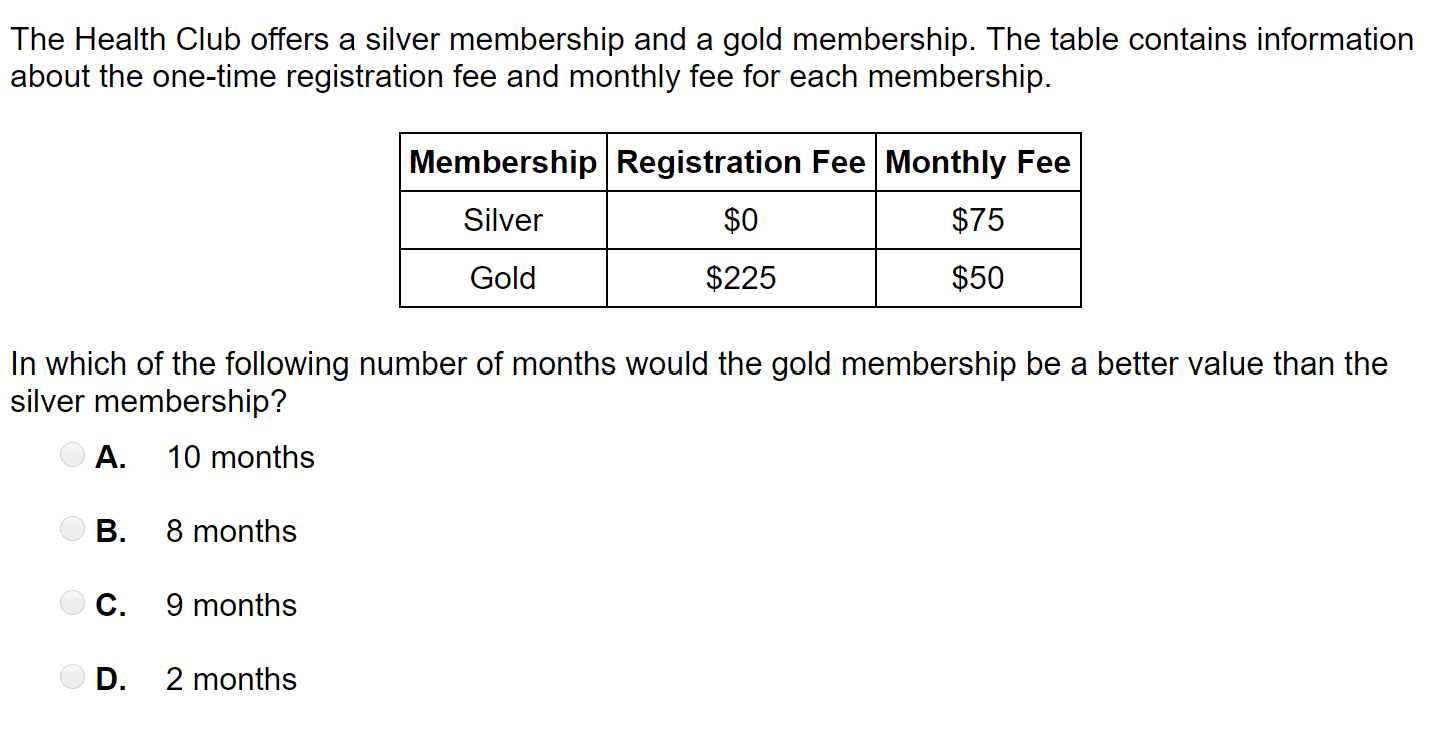 The Health Club offers a silver membership and a gold membership. The table contains information
about the one-time registration fee and monthly fee for each membership.
Membership Registration Fee Monthly Fee
Silver $0 $75
Gold $225 $50
In which of the following number of months would the gold membership be a better value than the
silver membership?
A. 10 months
B. 8 months
C. 9 months
D. 2 months